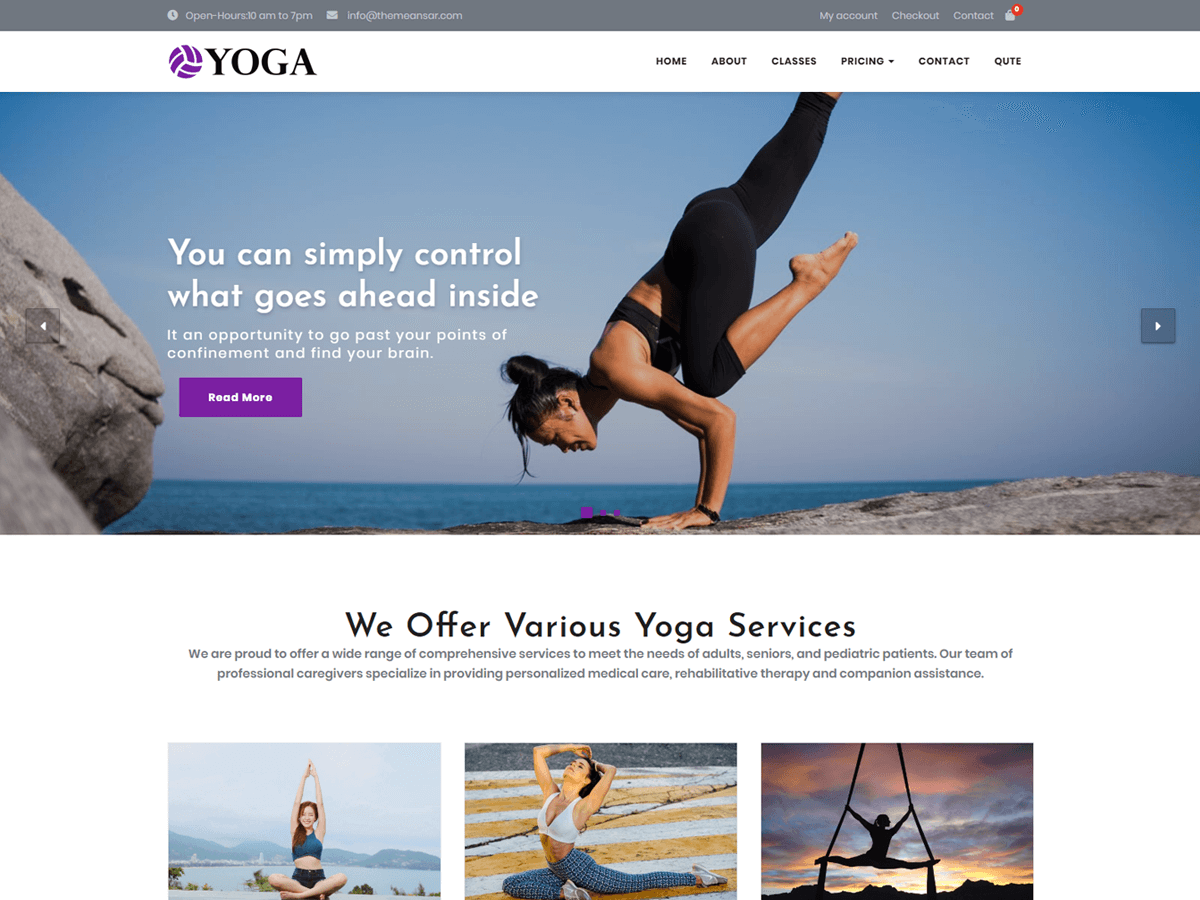 Open-Hours:10 am to 7pm info@themeansar.com My account Checkout Contact 0
YOGA HOME ABOUT CLASSES PRICING CONTACT QUTE
You can simply control
what goes ahead inside
It an opportunity to go past your points of
confinement and find your brain.
Read More
We Offer Various Yoga Services
We are proud to offer a wide range of comprehensive services to meet the needs of adults, seniors, and pediatric patients. Our team of
professional caregivers specialize in providing personalized medical care, rehabilitative therapy and companion assistance.